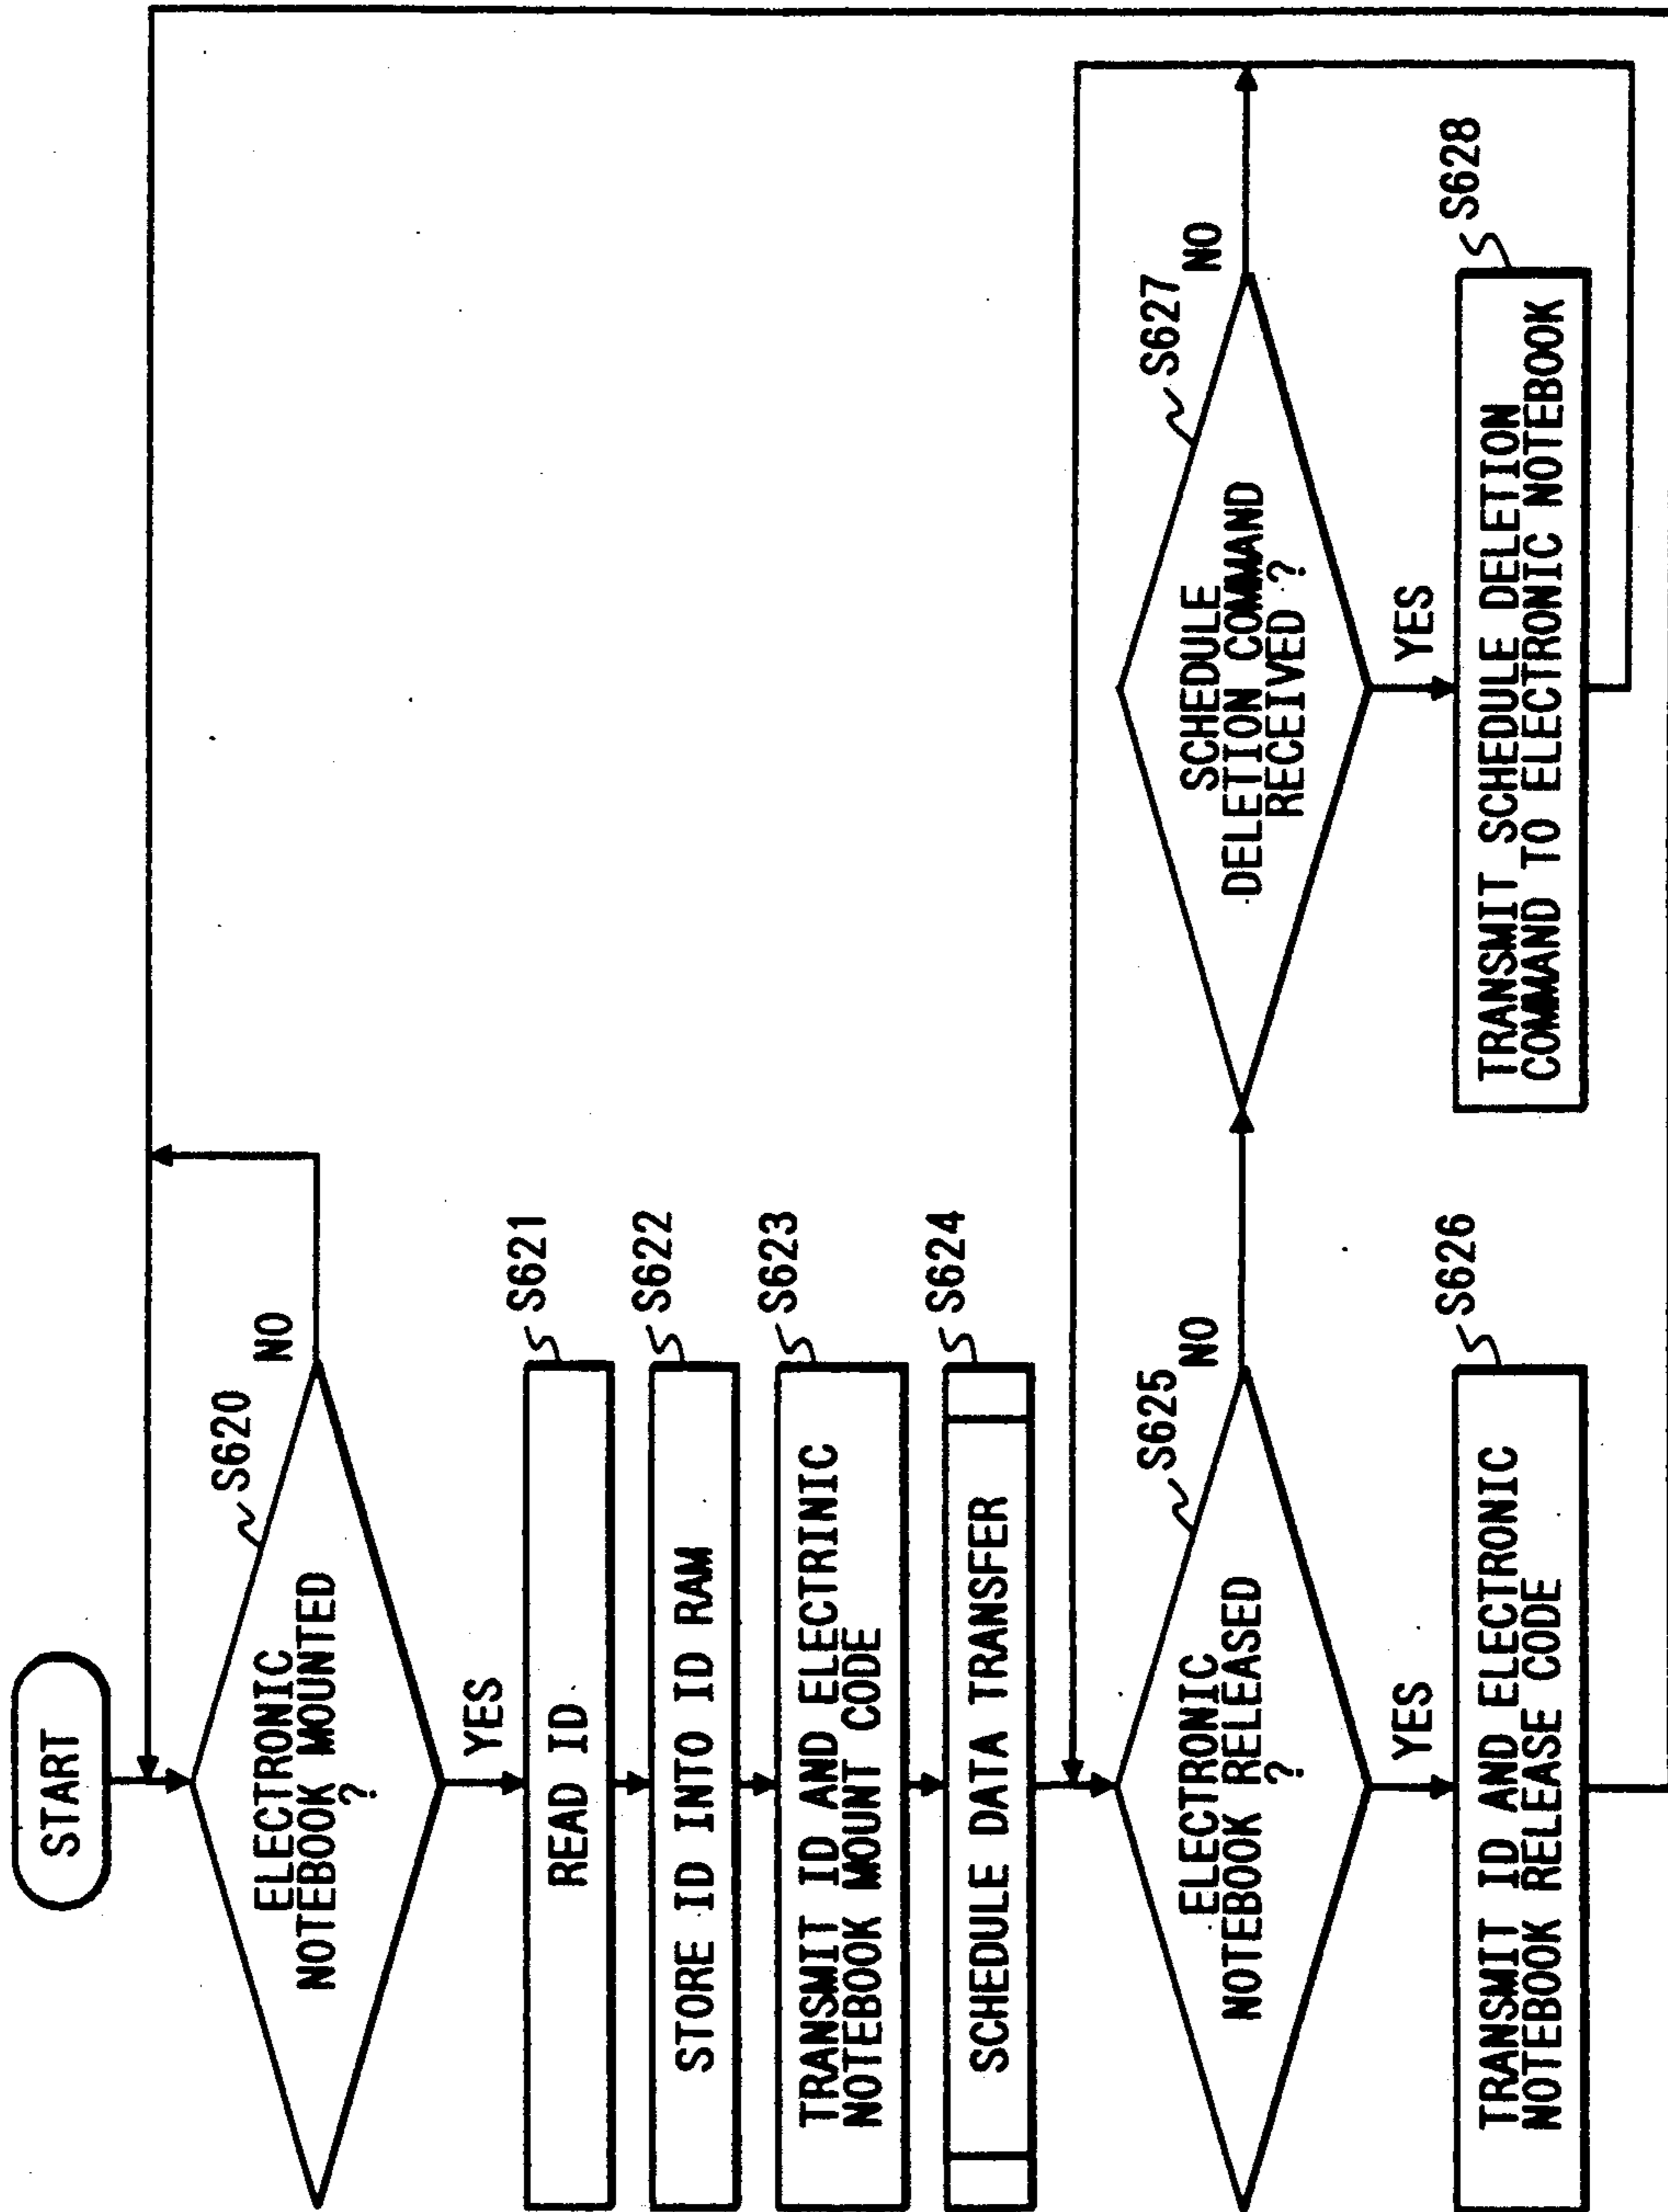 START
S620
ELECTRONIC
NOTEBOOK MOUNTED
?
NO
YES
S621
READ ID
S622
STORE ID INTO ID RAM
S623
TRANSMIT ID AND ELECTRINIC
NOTEBOOK MOUNT CODE
S624
SCHEDULE DATA TRANSFER
S625
ELECTRONIC
NOTEBOOK RELEASED
?
NO
YES
S626
TRANSMIT ID AND ELECTRONIC
NOTEBOOK RELEASE CODE
S627
SCHEDULE
DELETION COMMAND
RECEIVED ?
NO
YES
S628
TRANSMIT SCHEDULE DELETION
COMMAND TO ELECTRONIC NOTEBOOK